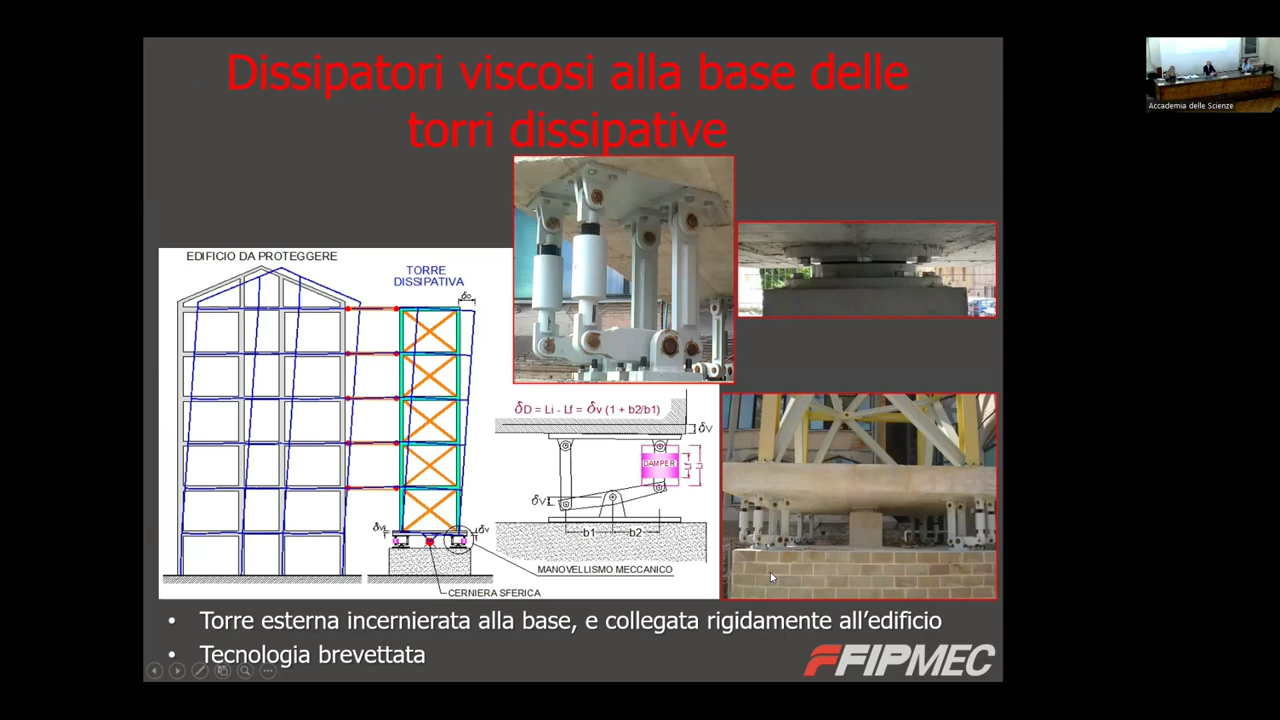 Dissipatori viscosi alla base delle
torri dissipative
Accademia delle Scienze
EDIFICIO DA PROTEGGERE
TORRE
DISSIPATIVA
δD = Li - Lf = δv (1 + b2/b1)
δv
DAMPER
δv
b1
b2
δv
δv
MANOVELLISMO MECCANICO
CERNIERA SFERICA
• Torre esterna incernierata alla base, e collegata rigidamente all'edificio
• Tecnologia brevettata
FIPMEC